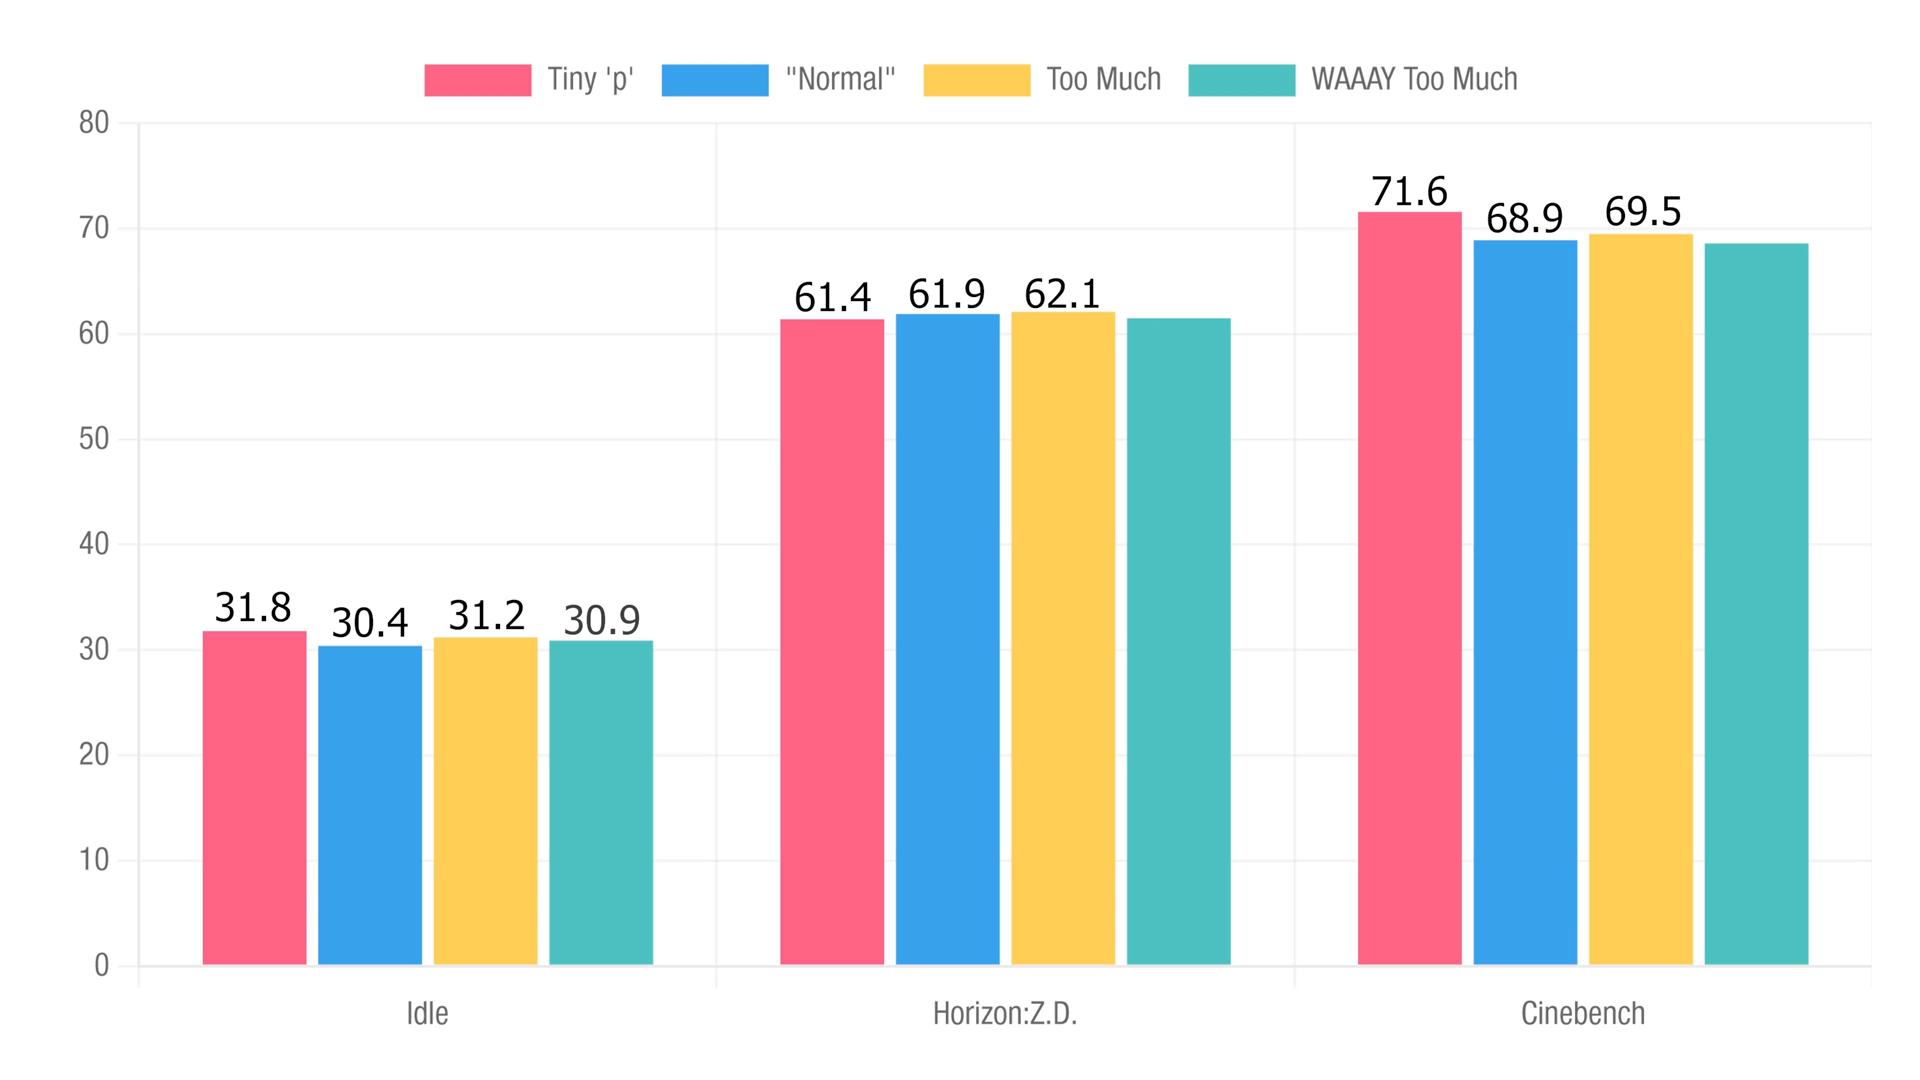 Tiny 'p' "Normal" Too Much WAAAY Too Much
80
70
60
50
40
30
20
10
0
31.8 30.4 31.2 30.9
61.4 61.9 62.1
71.6 68.9 69.5
Idle Horizon:Z.D. Cinebench